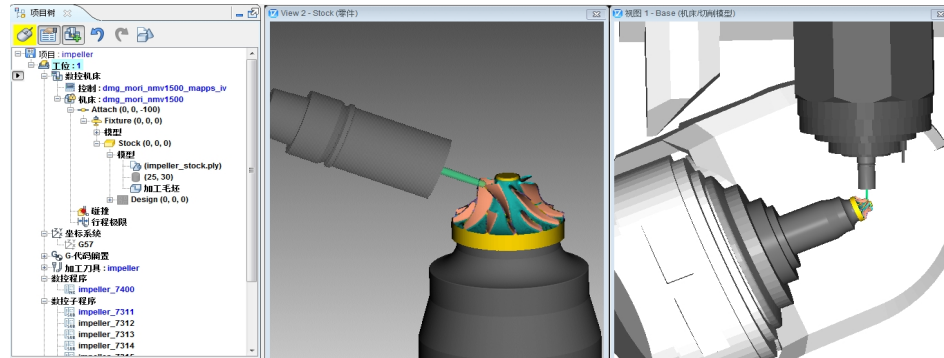 项目树
项目 : impeller
工位 : 1
数控机床
控制 : dmg_mori_nmv1500_mapps_iv
机床 : dmg_mori_nmv1500
Attach (0, 0, -100)
Fixture (0, 0, 0)
模型
Stock (0, 0, 0)
模型
(impeller_stock.ply)
(25, 30)
加工毛坯
Design (0, 0, 0)
碰撞
行程极限
坐标系统
G57
G-代码偏置
加工刀具 : impeller
数控程序
impeller_7400
数控子程序
impeller_7311
impeller_7312
impeller_7313
impeller_7314
View 2 - Stock (零件)
视图 1 - Base (机床/切削模型)